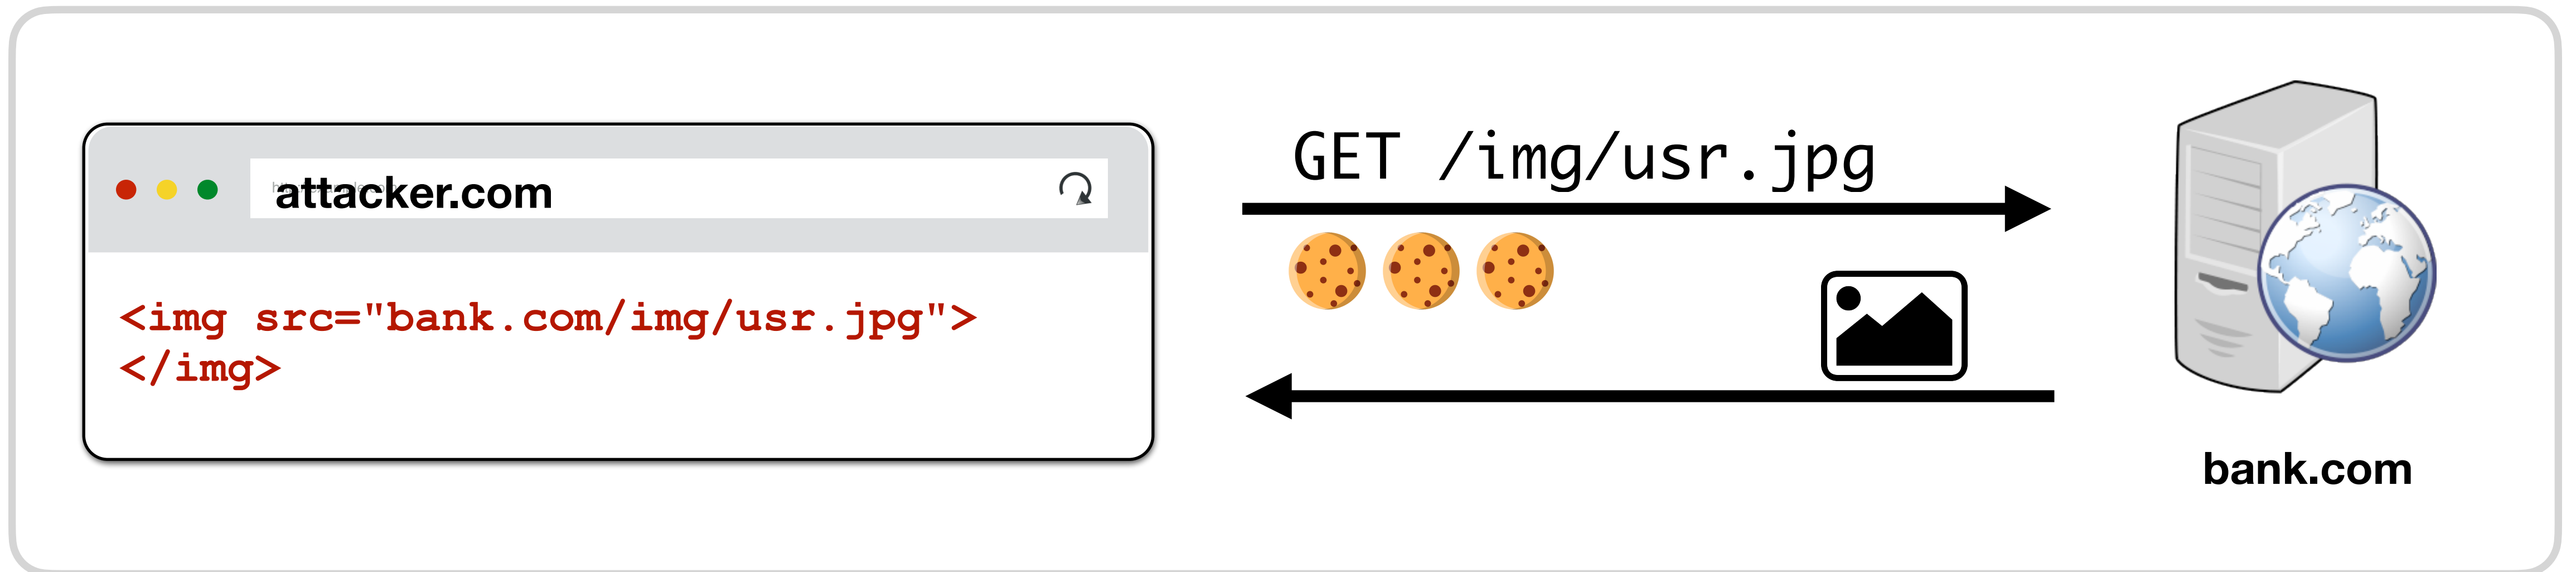 attacker.com
GET /img/usr.jpg
<img src="bank.com/img/usr.jpg">
</img>
bank.com